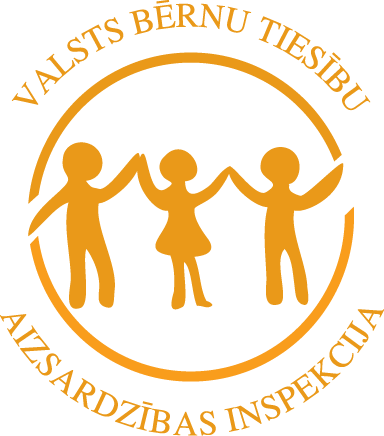 VALSTS BĒRNU TIESĪBU
AIZSARDZĪBAS INSPEKCIJA